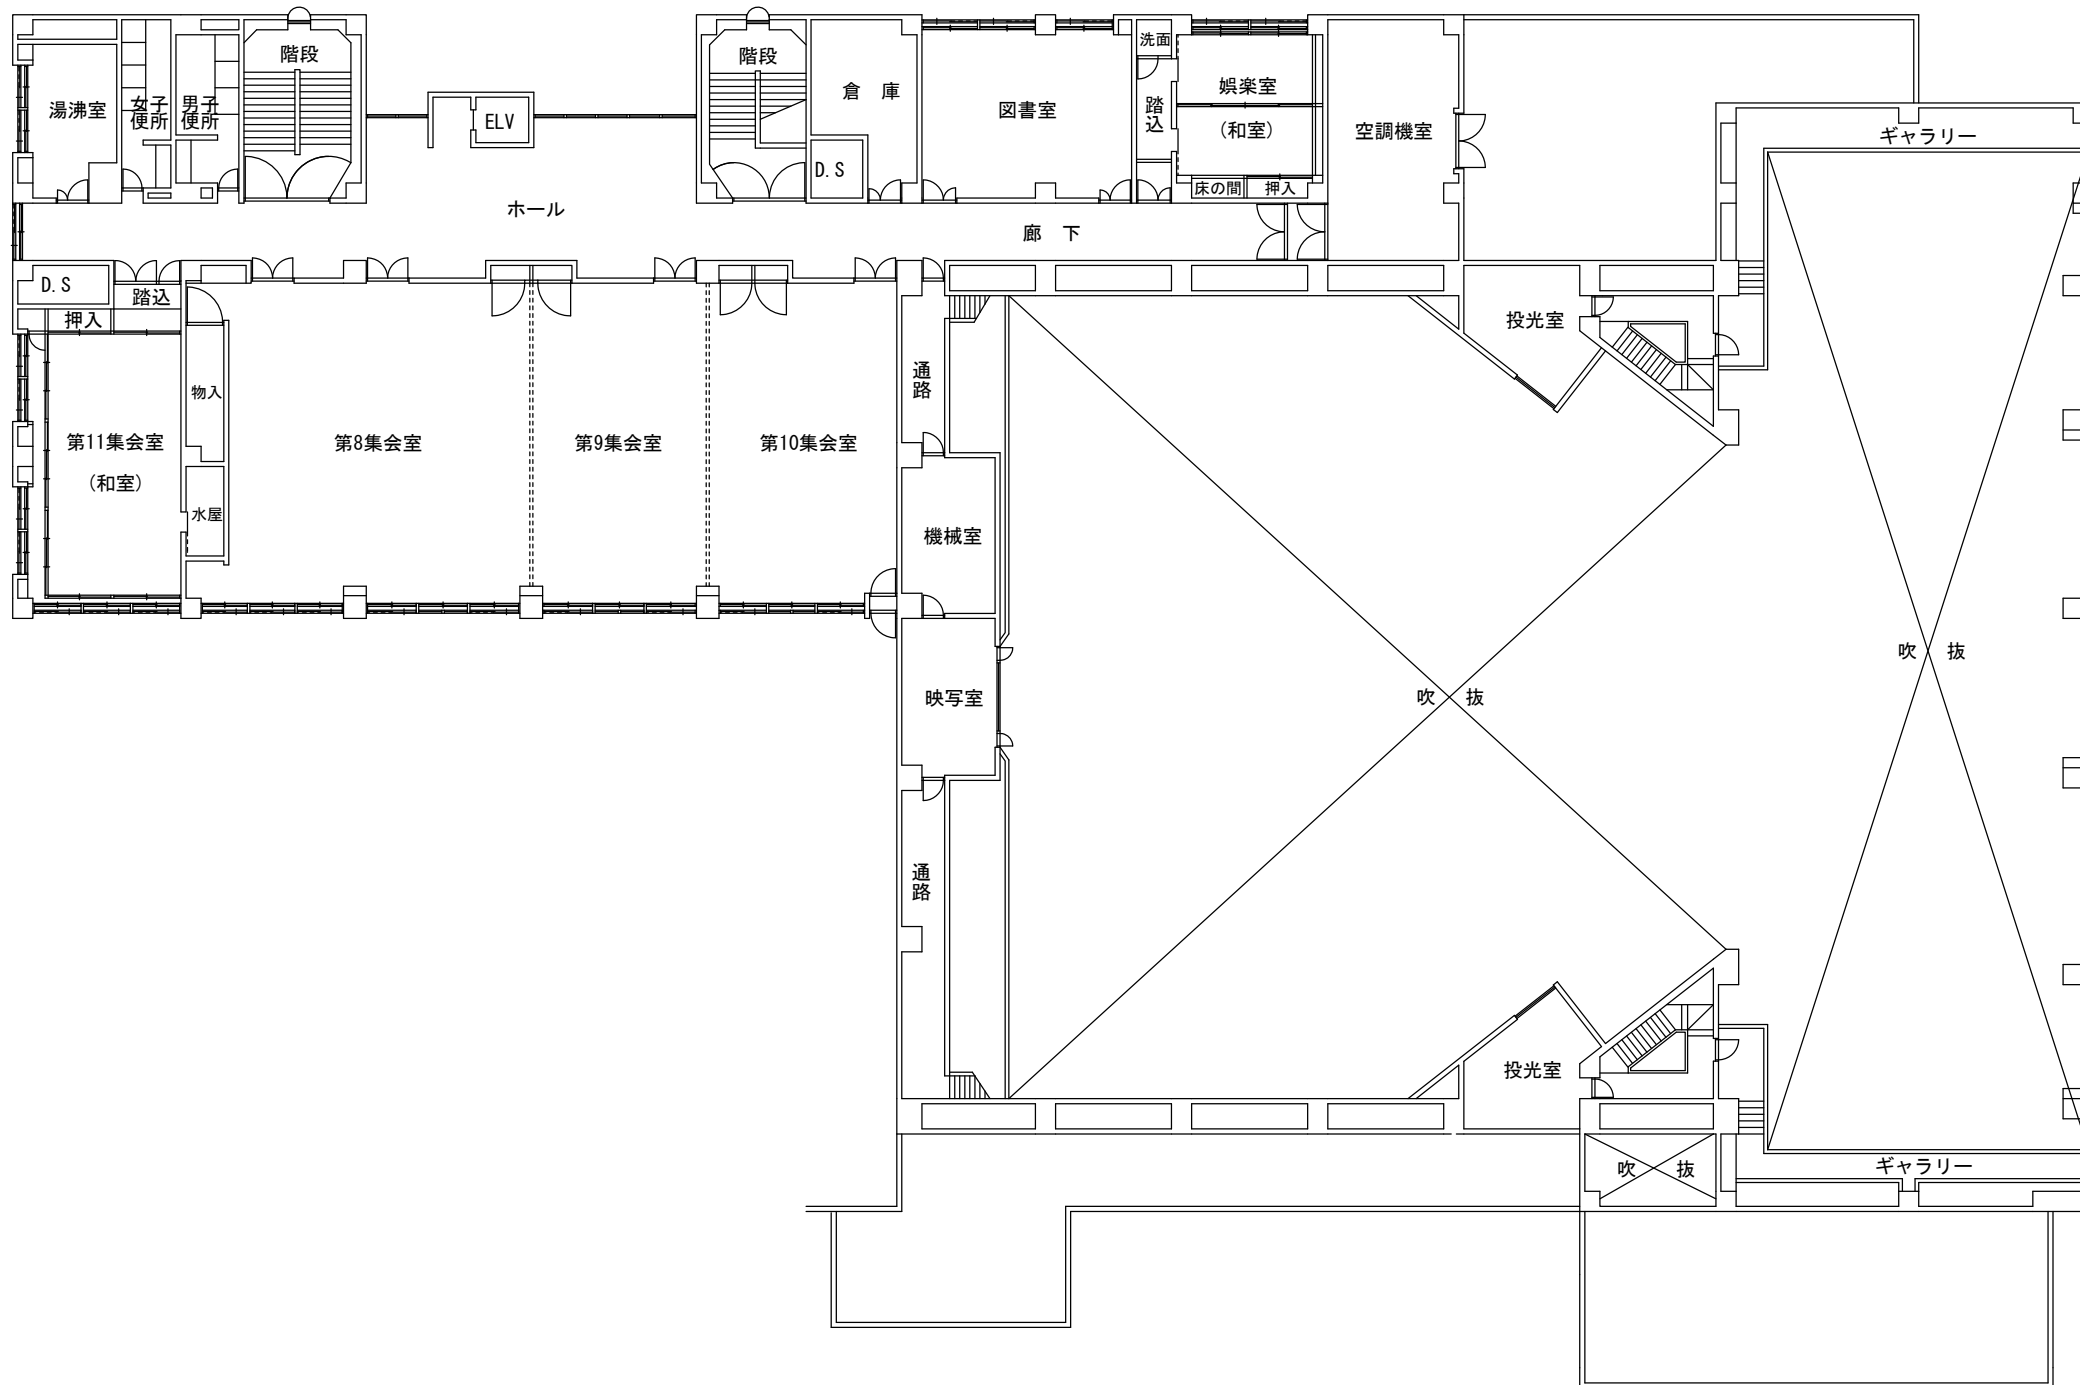 階段
階段
洗面
湯沸室
女子
便所
男子
便所
ELV
倉 庫
図書室
踏込
娯楽室
(和室)
空調機室
ギャラリー
D.S
床の間
押入
ホール
廊 下
D.S
踏込
押入
投光室
通路
物入
第11集会室
(和室)
第8集会室
第9集会室
第10集会室
水屋
機械室
映写室
吹 抜
吹 抜
通路
投光室
吹 抜
ギャラリー